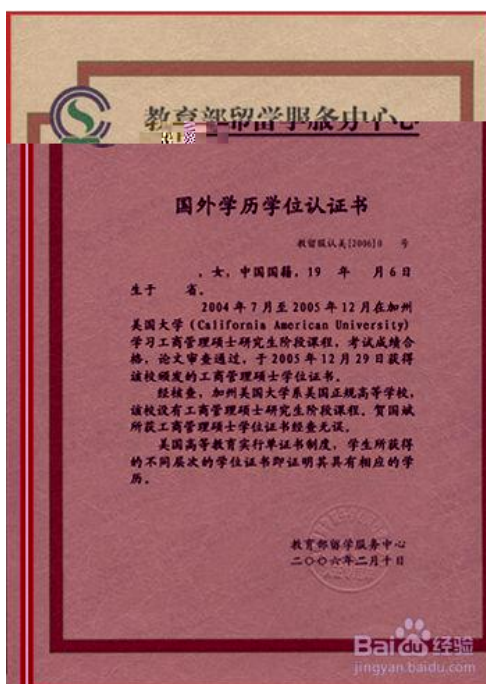 教育部留学服务中心
国外学历学位认证书
教留服认美[2006]0 号
，女，中国国籍，19 年 月6日
生于 省。
2004年7月至2005年12月在加州
美国大学（California American University）
学习工商管理硕士研究生阶段课程，考试成绩合
格，论文审查通过，于2005年12月29日获得
该校颁发的工商管理硕士学位证书。
经核查，加州美国大学系美国正规高等学校，
该校设有工商管理硕士研究生阶段课程。贺国斌
所获工商管理硕士学位证书经查无误。
美国高等教育实行单证书制度，学生所获得
的不同层次的学位证书即证明其具有相应的学
历。
教育部留学服务中心
二〇〇六年二月十日
Baidu经验
jingyan.baidu.com